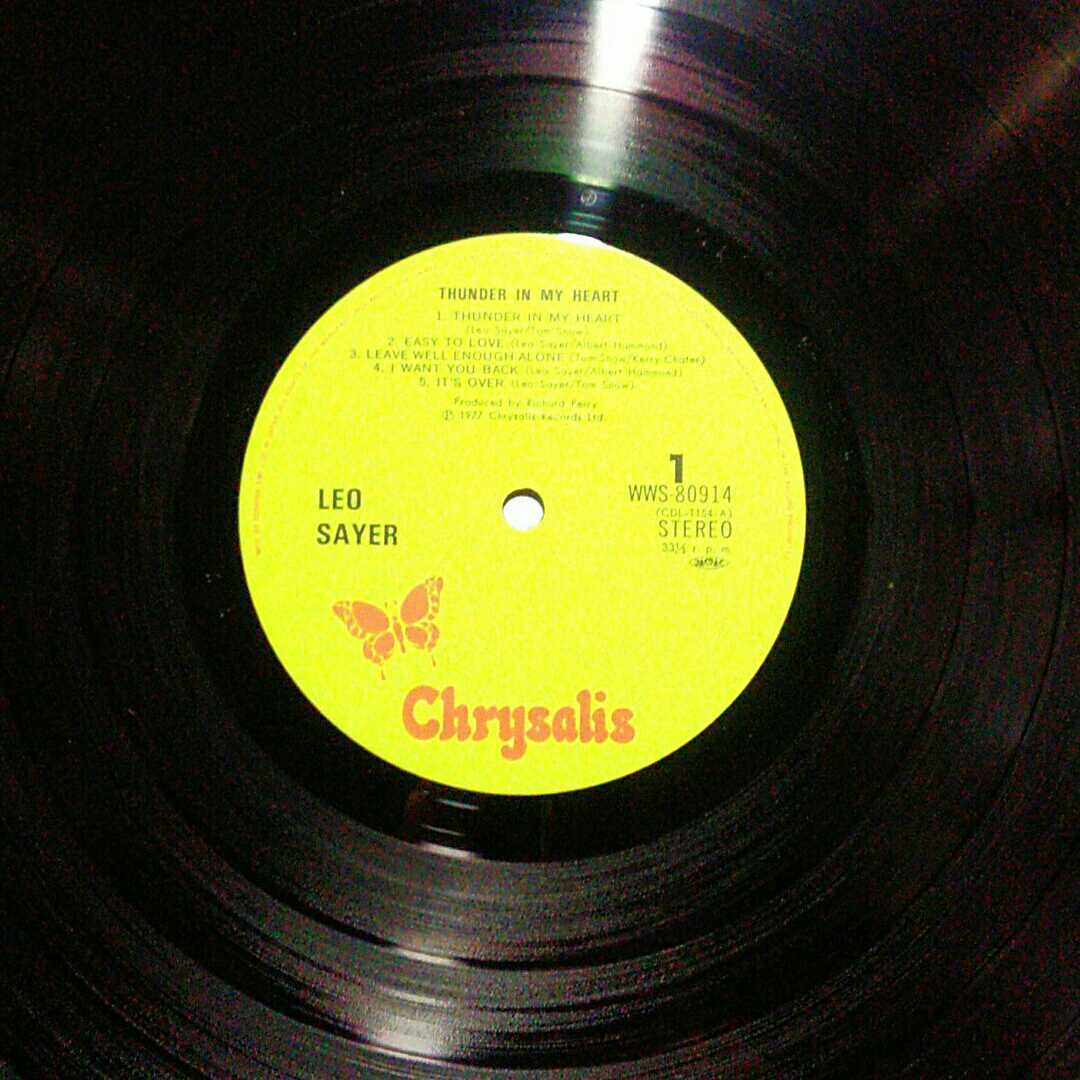 THUNDER IN MY HEART
1. THUNDER IN MY HEART
(Leo Sayer/Tom Snow)
2. EASY TO LOVE (Leo Sayer/Albert Hammond)
3. LEAVE WELL ENOUGH ALONE (Tom Snow/Kerry Chater)
4. I WANT YOU BACK (Leo Sayer/Albert Hammond)
5. IT'S OVER (Leo Sayer/Tom Snow)
Produced by Richard Perry
Ⓟ 1977 Chrysalis Records Ltd.
LEO
SAYER
1
WWS-80914
(CDL-1154-A)
STEREO
33⅓ r. p. m.
JASRAC
Chrysalis